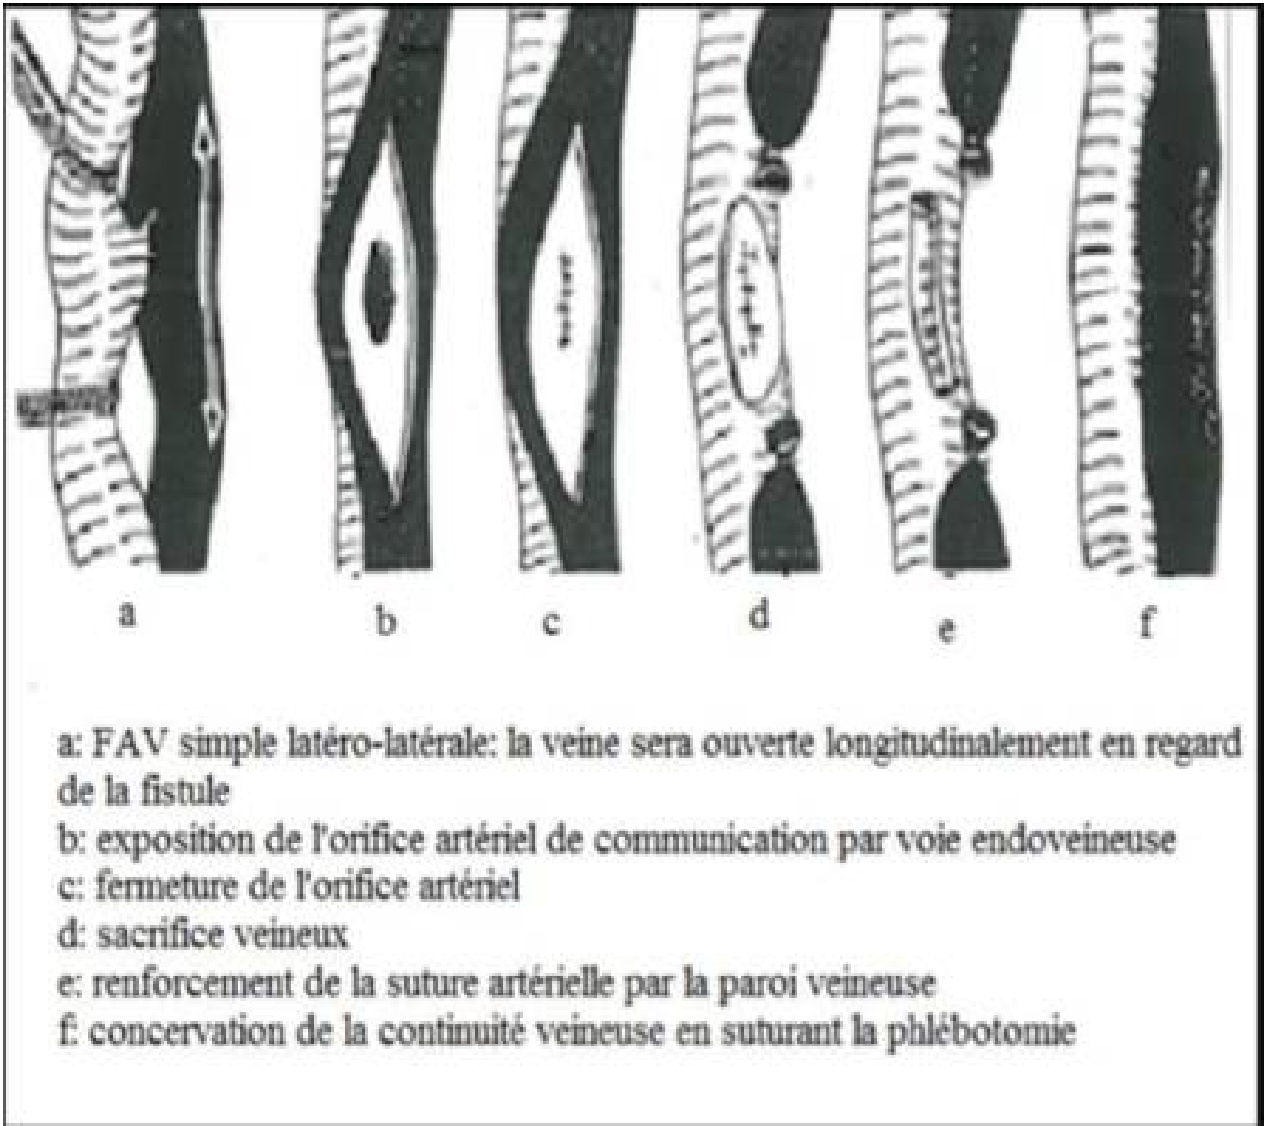 a
b
c
d
e
f
a: FAV simple latéro-latérale: la veine sera ouverte longitudinalement en regard
de la fistule
b: exposition de l'orifice artériel de communication par voie endoveineuse
c: fermeture de l'orifice artériel
d: sacrifice veineux
e: renforcement de la suture artérielle par la paroi veineuse
f: concervation de la continuité veineuse en suturant la phlébotomie